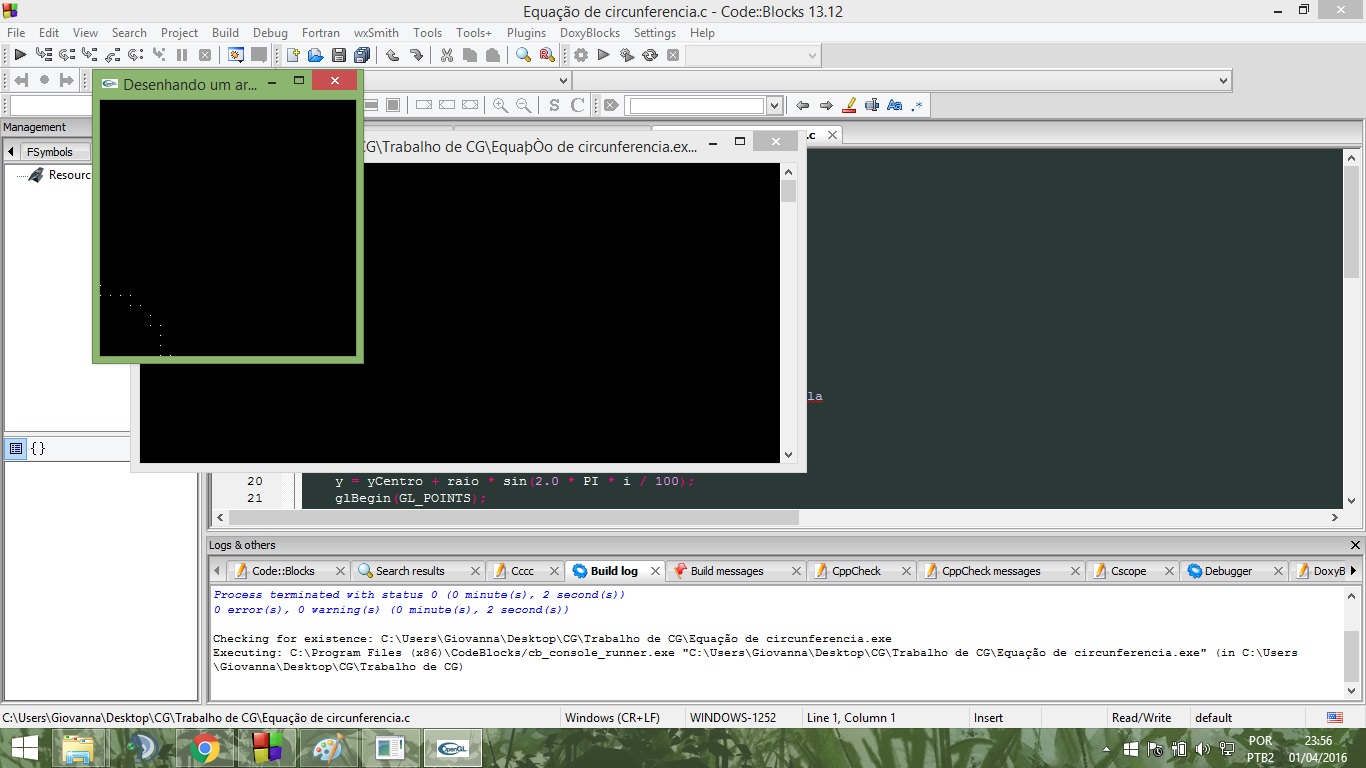 Equação de circunferencia.c - Code::Blocks 13.12
File Edit View Search Project Build Debug Fortran wxSmith Tools Tools+ Plugins DoxyBlocks Settings Help
Desenhando um ar...
S C
Aa .*
Management
FSymbols
.c
CG\Trabalho de CG\EquaþÒo de circunferencia.ex...
Resourc
la
{}
20 y = yCentro + raio * sin(2.0 * PI * i / 100);
21 glBegin(GL_POINTS);
Logs & others
Code::Blocks Search results Cccc Build log Build messages CppCheck CppCheck messages Cscope Debugger DoxyB
Process terminated with status 0 (0 minute(s), 2 second(s))
0 error(s), 0 warning(s) (0 minute(s), 2 second(s))
Checking for existence: C:\Users\Giovanna\Desktop\CG\Trabalho de CG\Equação de circunferencia.exe
Executing: C:\Program Files (x86)\CodeBlocks/cb_console_runner.exe "C:\Users\Giovanna\Desktop\CG\Trabalho de CG\Equação de circunferencia.exe" (in C:\Users
\Giovanna\Desktop\CG\Trabalho de CG)
C:\Users\Giovanna\Desktop\CG\Trabalho de CG\Equação de circunferencia.c Windows (CR+LF) WINDOWS-1252 Line 1, Column 1 Insert Read/Write default
OpenGL
POR 23:56
PTB2 01/04/2016